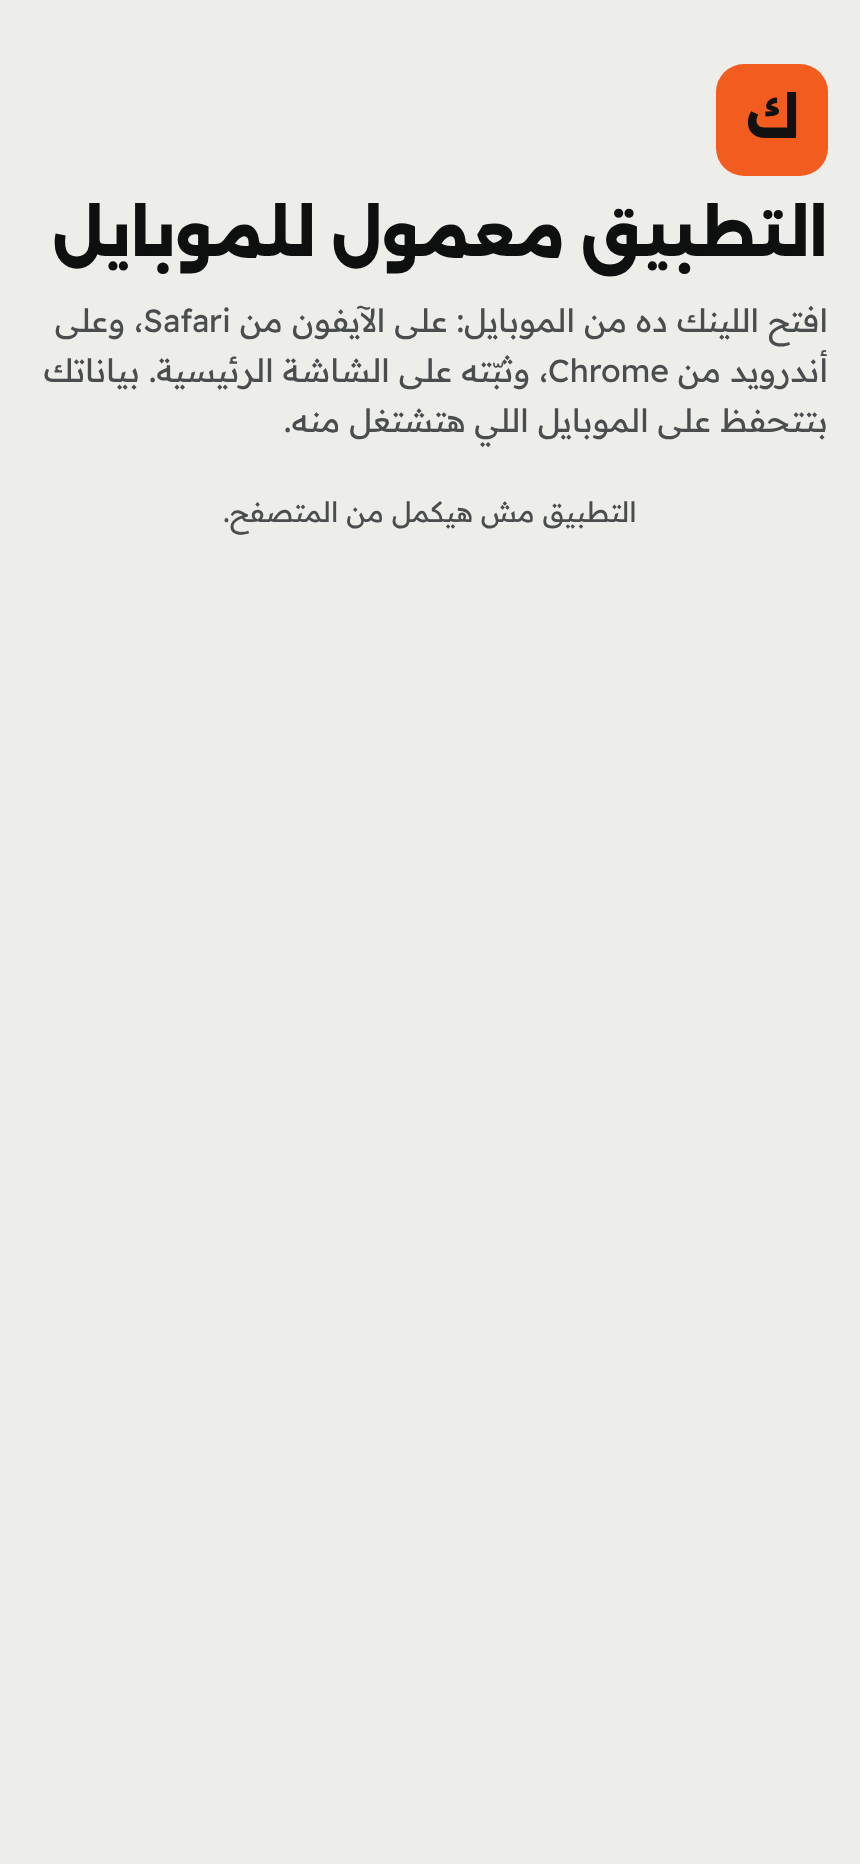 ك
التطبيق معمول للموبايل
افتح اللينك ده من الموبايل: على الآيفون من Safari، وعلى
أندرويد من Chrome، وثبّته على الشاشة الرئيسية. بياناتك
بتتحفظ على الموبايل اللي هتشتغل منه.
التطبيق مش هيكمل من المتصفح.